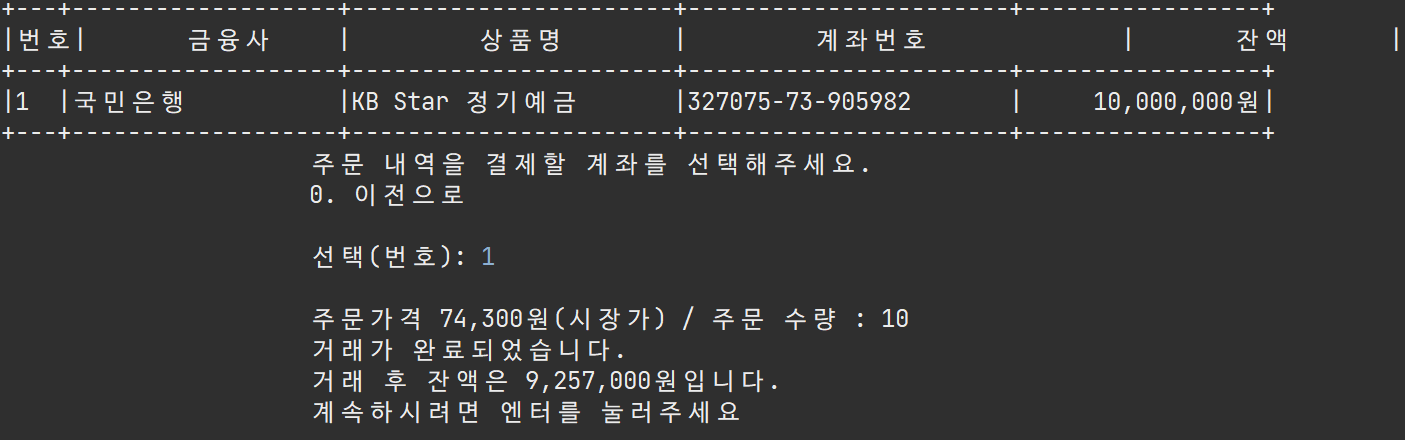 +---+-------------------+-----------------------+-----------------------+-----------------+
|번호|       금융사     |         상품명        |         계좌번호              |       잔액       |
+---+-------------------+-----------------------+-----------------------+-----------------+
|1  |국민은행           |KB Star 정기예금       |327075-73-905982       |     10,000,000원|
+---+-------------------+-----------------------+-----------------------+-----------------+
주문 내역을 결제할 계좌를 선택해주세요.
0. 이전으로
선택(번호): 1
주문가격 74,300원(시장가) / 주문 수량 : 10
거래가 완료되었습니다.
거래 후 잔액은 9,257,000원입니다.
계속하시려면 엔터를 눌러주세요